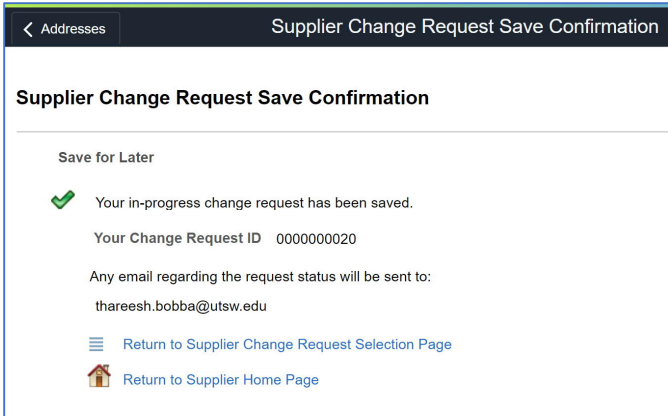 Addresses
Supplier Change Request Save Confirmation
Supplier Change Request Save Confirmation
Save for Later
Your in-progress change request has been saved.
Your Change Request ID 0000000020
Any email regarding the request status will be sent to:
thareesh.bobba@utsw.edu
Return to Supplier Change Request Selection Page
Return to Supplier Home Page